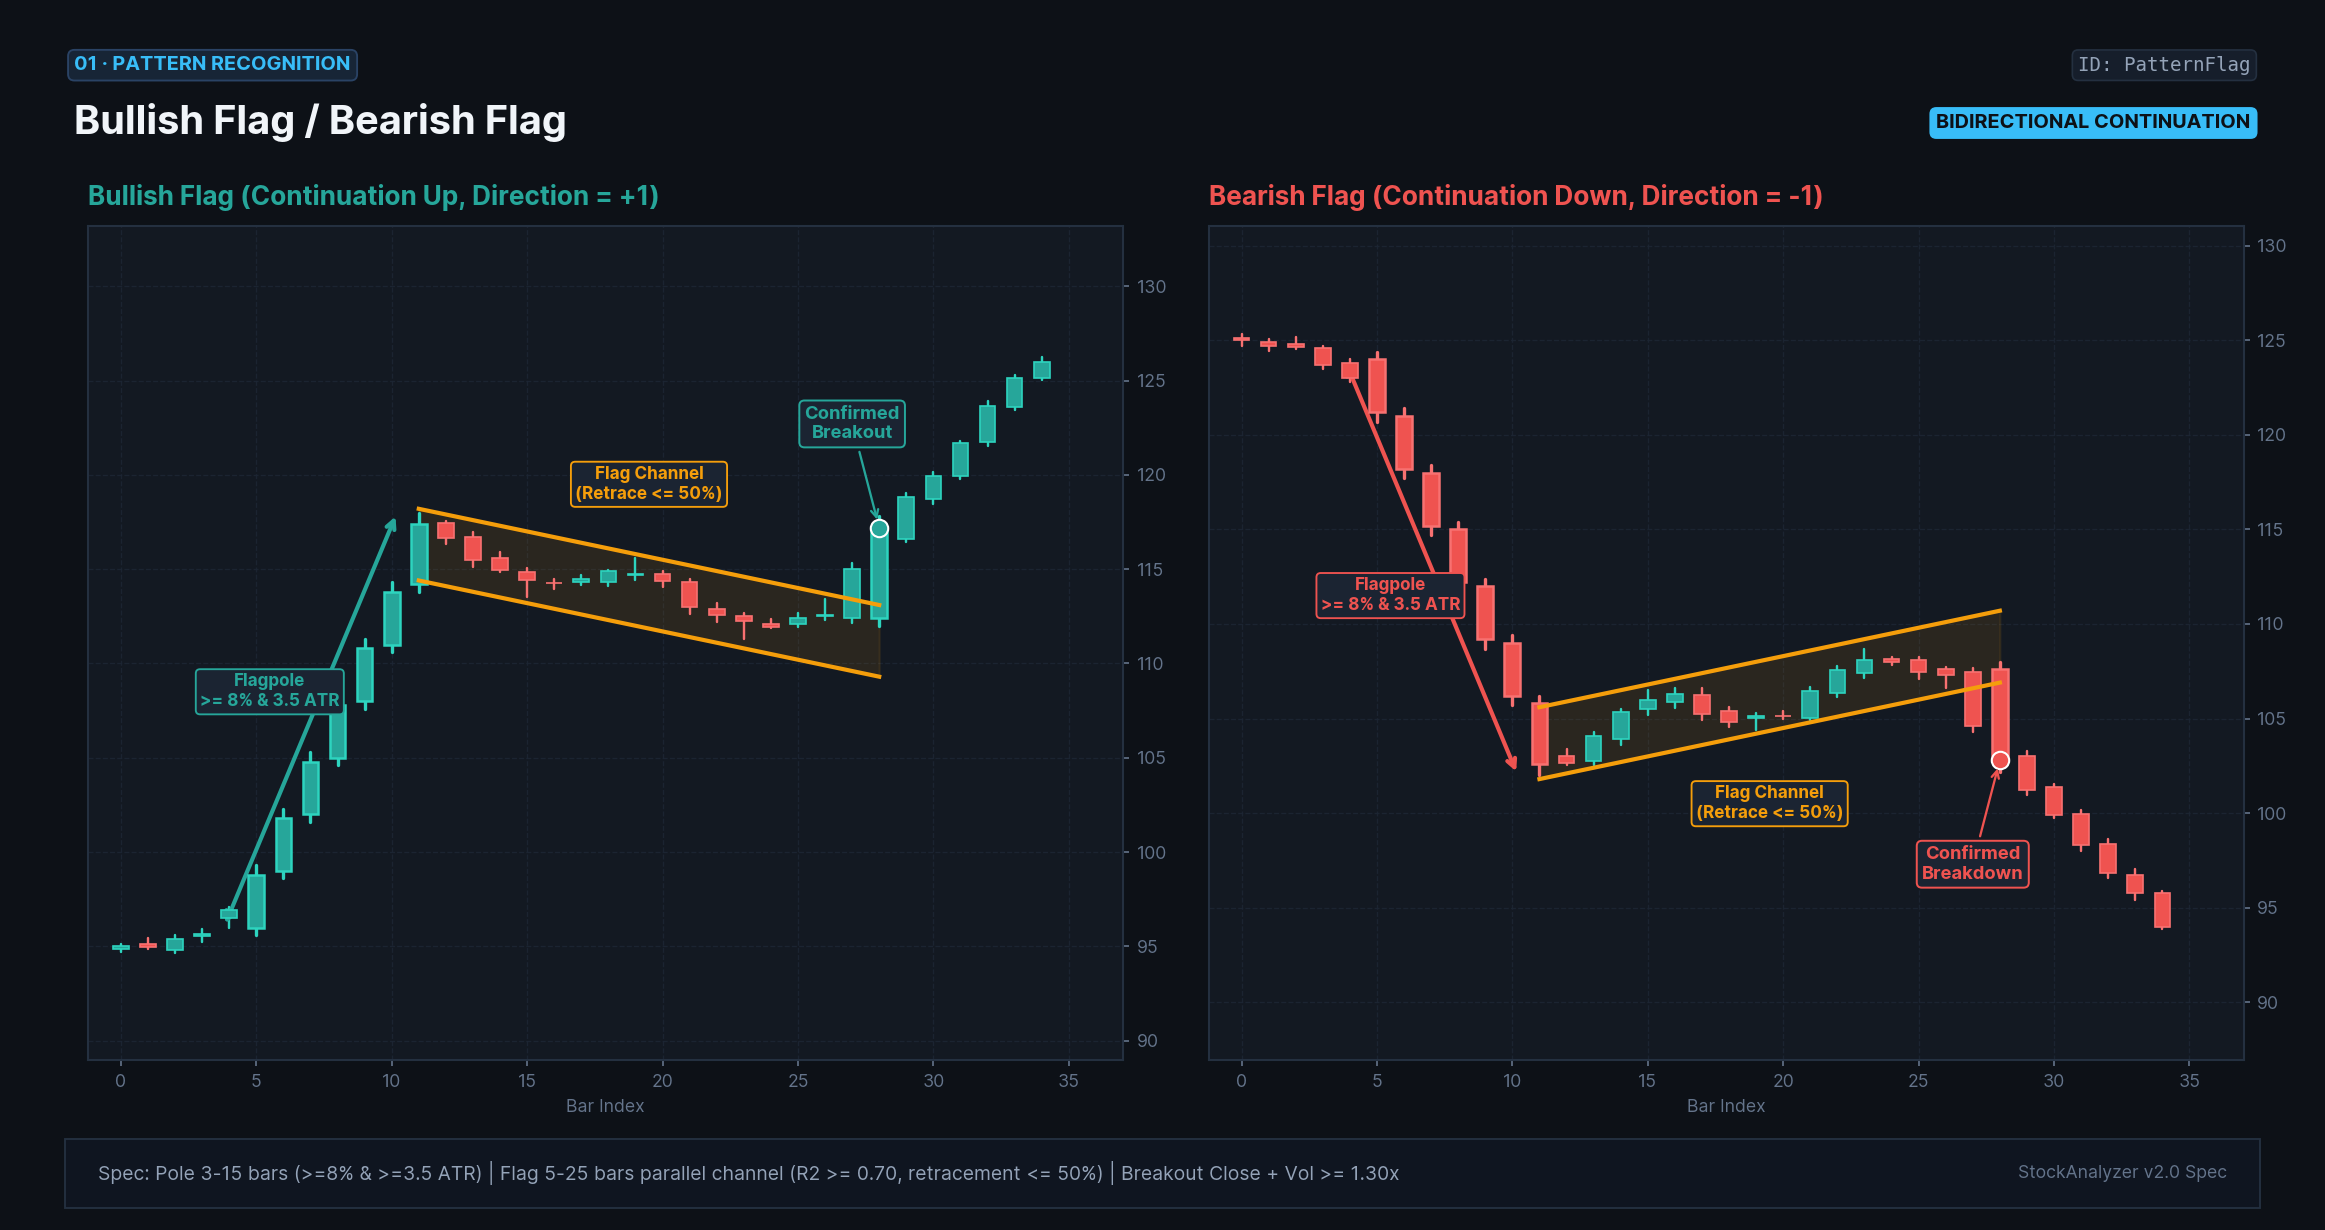 01 · PATTERN RECOGNITION
ID: PatternFlag
Bullish Flag / Bearish Flag
BIDIRECTIONAL CONTINUATION
Bullish Flag (Continuation Up, Direction = +1)
130
125
120
115
110
105
100
95
90
Confirmed
Breakout
Flag Channel
(Retrace <= 50%)
Flagpole
>= 8% & 3.5 ATR
0
5
10
15
20
25
30
35
Bar Index
Bearish Flag (Continuation Down, Direction = -1)
130
125
120
115
110
105
100
95
90
Flagpole
>= 8% & 3.5 ATR
Flag Channel
(Retrace <= 50%)
Confirmed
Breakdown
0
5
10
15
20
25
30
35
Bar Index
Spec: Pole 3-15 bars (>=8% & >=3.5 ATR) | Flag 5-25 bars parallel channel (R2 >= 0.70, retracement <= 50%) | Breakout Close + Vol >= 1.30x
StockAnalyzer v2.0 Spec